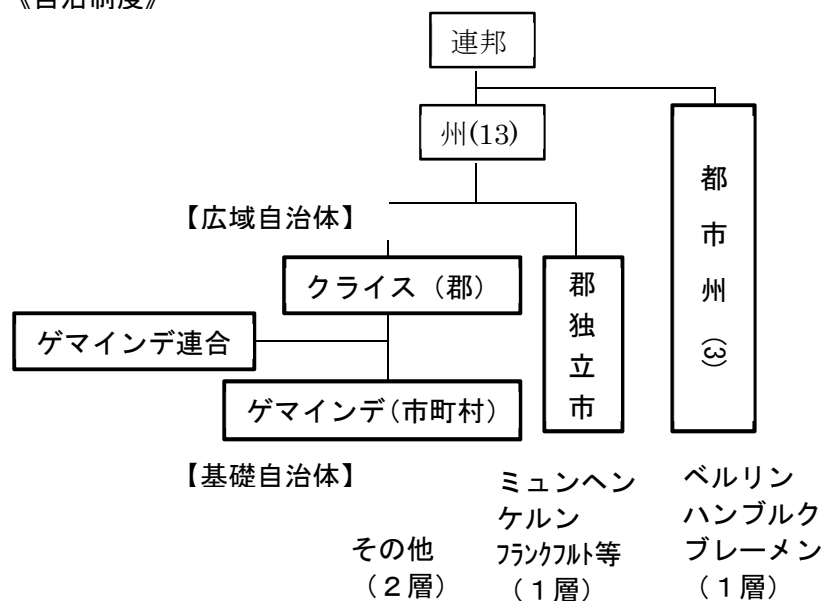 《自治制度》
連邦
州(13)
【広域自治体】
クライス（郡）
郡独立市
都市州(3)
ゲマインデ連合
ゲマインデ(市町村)
【基礎自治体】
その他
（２層）
ミュンヘン
ケルン
フランクフルト等
（１層）
ベルリン
ハンブルク
ブレーメン
（１層）